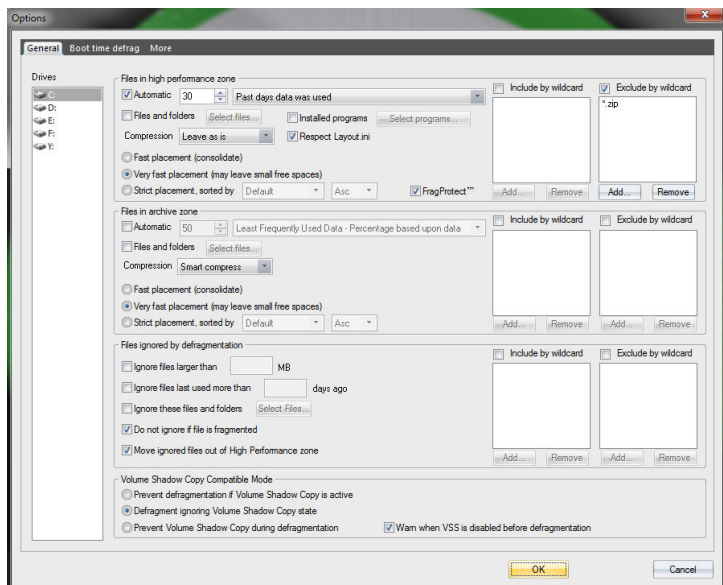 Options
General Boot time defrag More
Drives
C:
D:
E:
F:
Y:
Files in high performance zone
Automatic 30 Past days data was used
Files and folders Select files... Installed programs Select programs...
Compression Leave as is Respect Layout.ini
Fast placement (consolidate)
Very fast placement (may leave small free spaces)
Strict placement, sorted by Default Asc FragProtect™
Include by wildcard Exclude by wildcard
*.zip
Add... Remove Add... Remove
Files in archive zone
Automatic 50 Least Frequently Used Data - Percentage based upon data
Files and folders Select files...
Compression Smart compress
Fast placement (consolidate)
Very fast placement (may leave small free spaces)
Strict placement, sorted by Default Asc
Include by wildcard Exclude by wildcard
Add... Remove Add... Remove
Files ignored by defragmentation
Ignore files larger than MB
Ignore files last used more than days ago
Ignore these files and folders Select Files...
Do not ignore if file is fragmented
Move ignored files out of High Performance zone
Include by wildcard Exclude by wildcard
Add... Remove Add... Remove
Volume Shadow Copy Compatible Mode
Prevent defragmentation if Volume Shadow Copy is active
Defragment ignoring Volume Shadow Copy state
Prevent Volume Shadow Copy during defragmentation Warn when VSS is disabled before defragmentation
OK Cancel